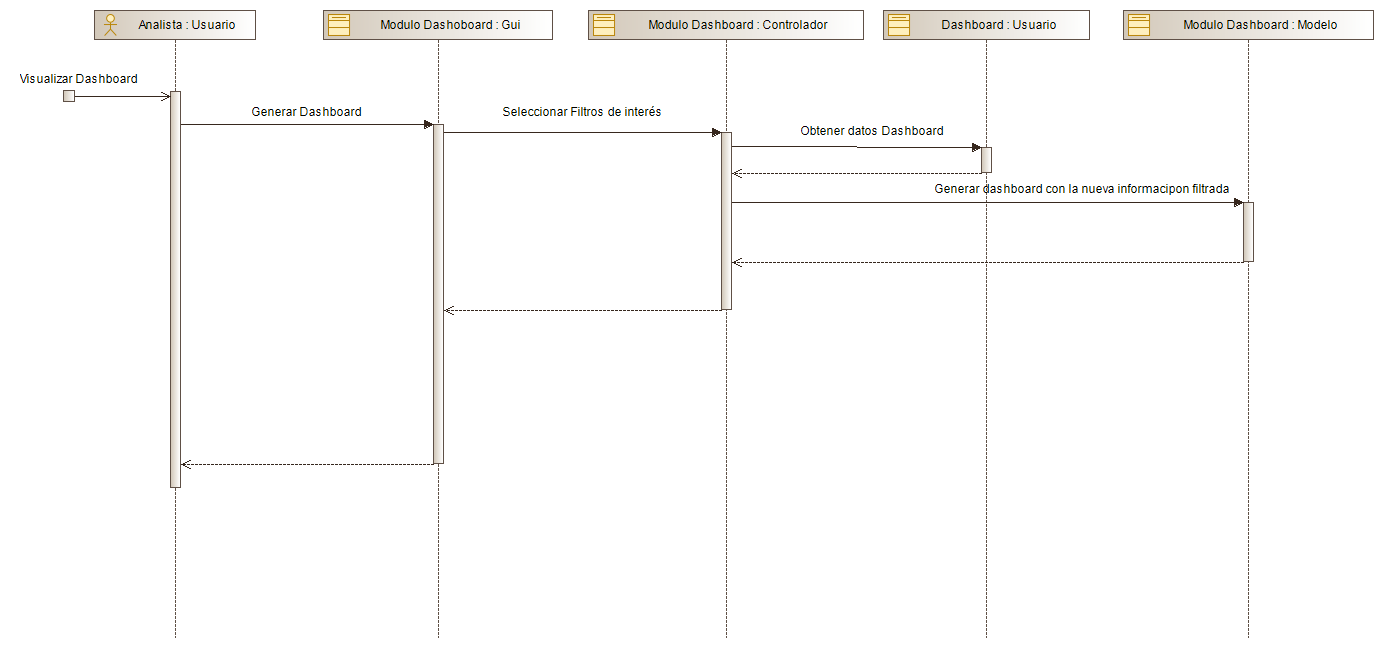 Analista : Usuario
Modulo Dashoboard : Gui
Modulo Dashboard : Controlador
Dashboard : Usuario
Modulo Dashboard : Modelo
Visualizar Dashboard
Generar Dashboard
Seleccionar Filtros de interés
Obtener datos Dashboard
Generar dashboard con la nueva informacipon filtrada